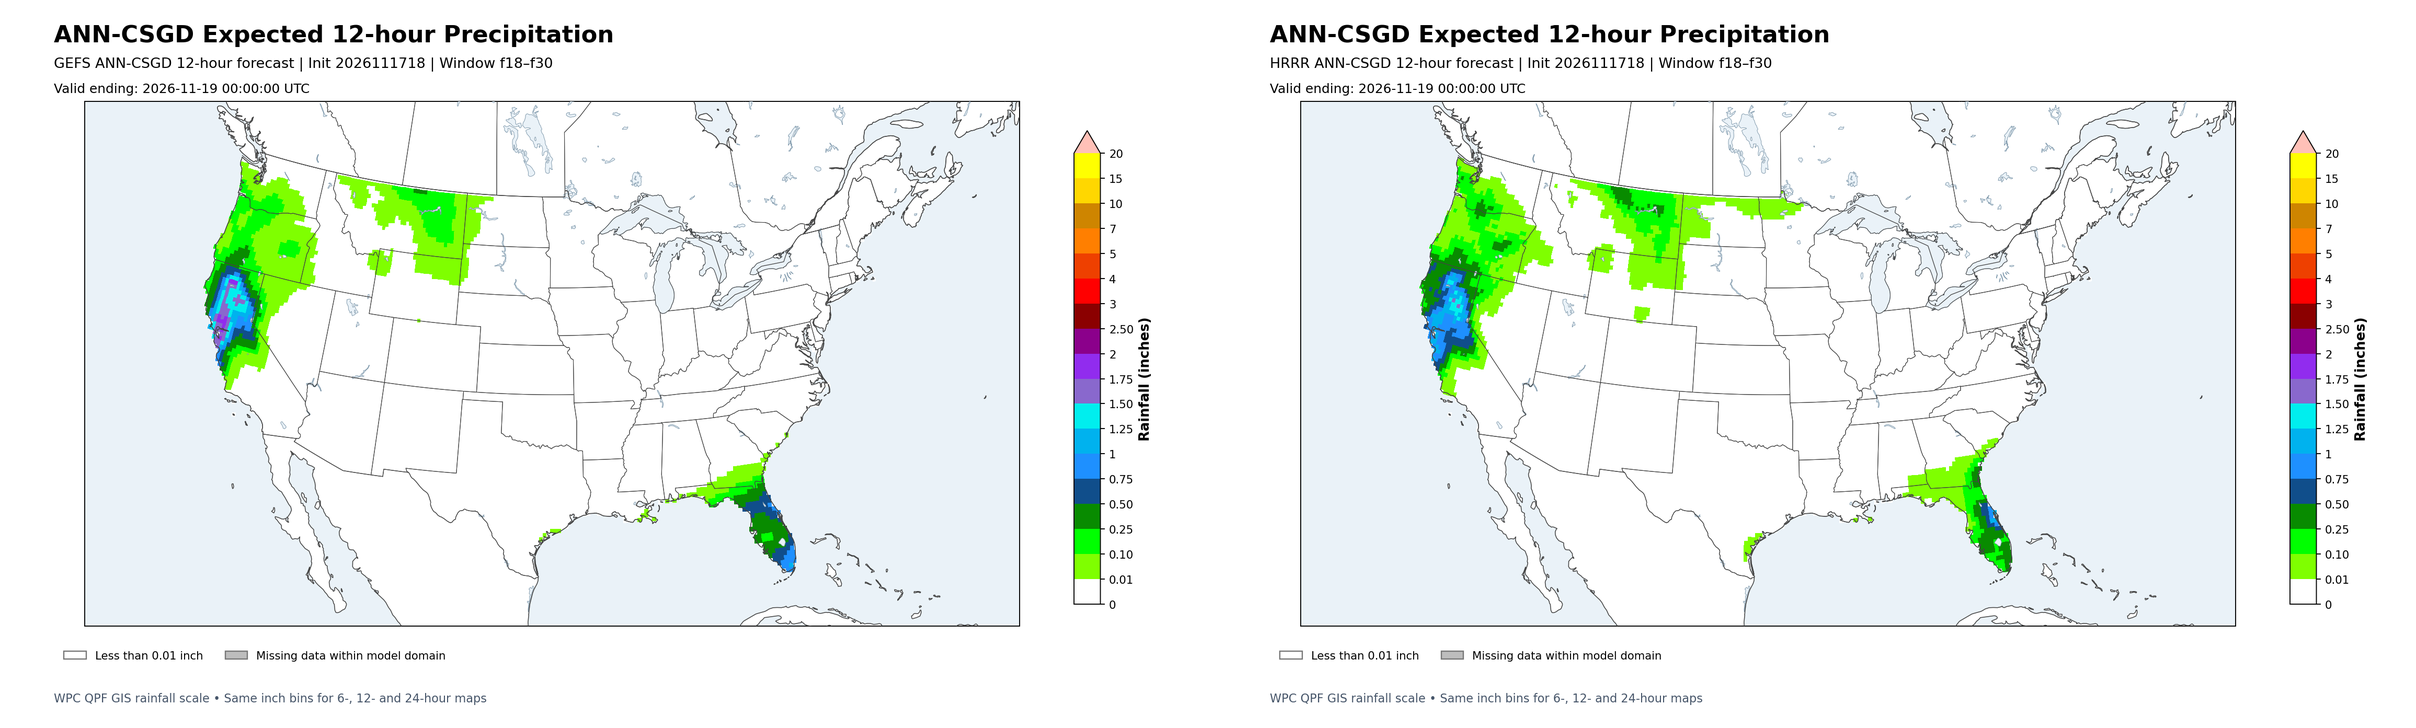 ANN-CSGD Expected 12-hour Precipitation
GEFS ANN-CSGD 12-hour forecast | Init 2026111718 | Window f18–f30
Valid ending: 2026-11-19 00:00:00 UTC
20
15
10
7
5
4
3
2.50
2
1.75
1.50
1.25
1
0.75
0.50
0.25
0.10
0.01
0
Rainfall (inches)
Less than 0.01 inch
Missing data within model domain
WPC QPF GIS rainfall scale • Same inch bins for 6-, 12- and 24-hour maps
ANN-CSGD Expected 12-hour Precipitation
HRRR ANN-CSGD 12-hour forecast | Init 2026111718 | Window f18–f30
Valid ending: 2026-11-19 00:00:00 UTC
20
15
10
7
5
4
3
2.50
2
1.75
1.50
1.25
1
0.75
0.50
0.25
0.10
0.01
0
Rainfall (inches)
Less than 0.01 inch
Missing data within model domain
WPC QPF GIS rainfall scale • Same inch bins for 6-, 12- and 24-hour maps